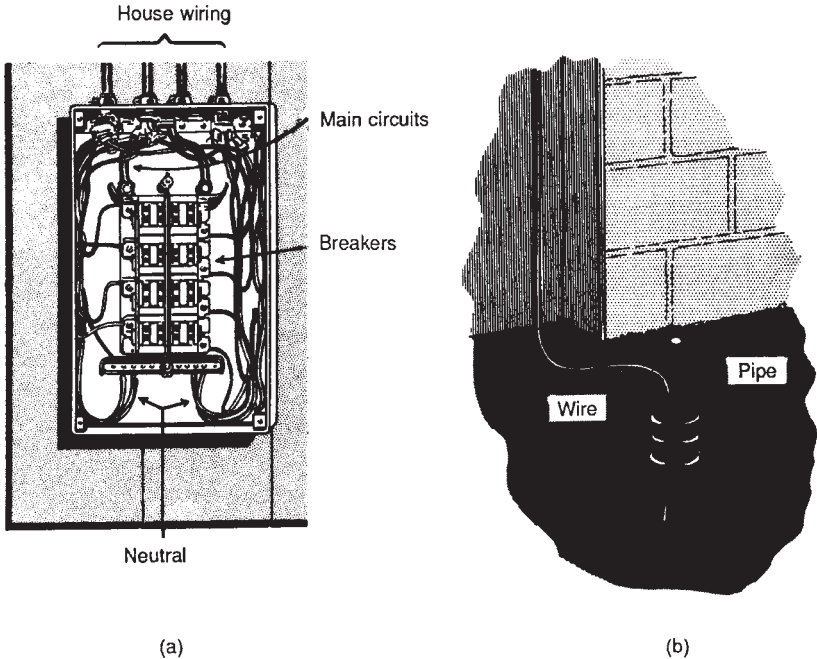 House wiring
Main circuits
Breakers
Neutral
(a)
Pipe
Wire
(b)